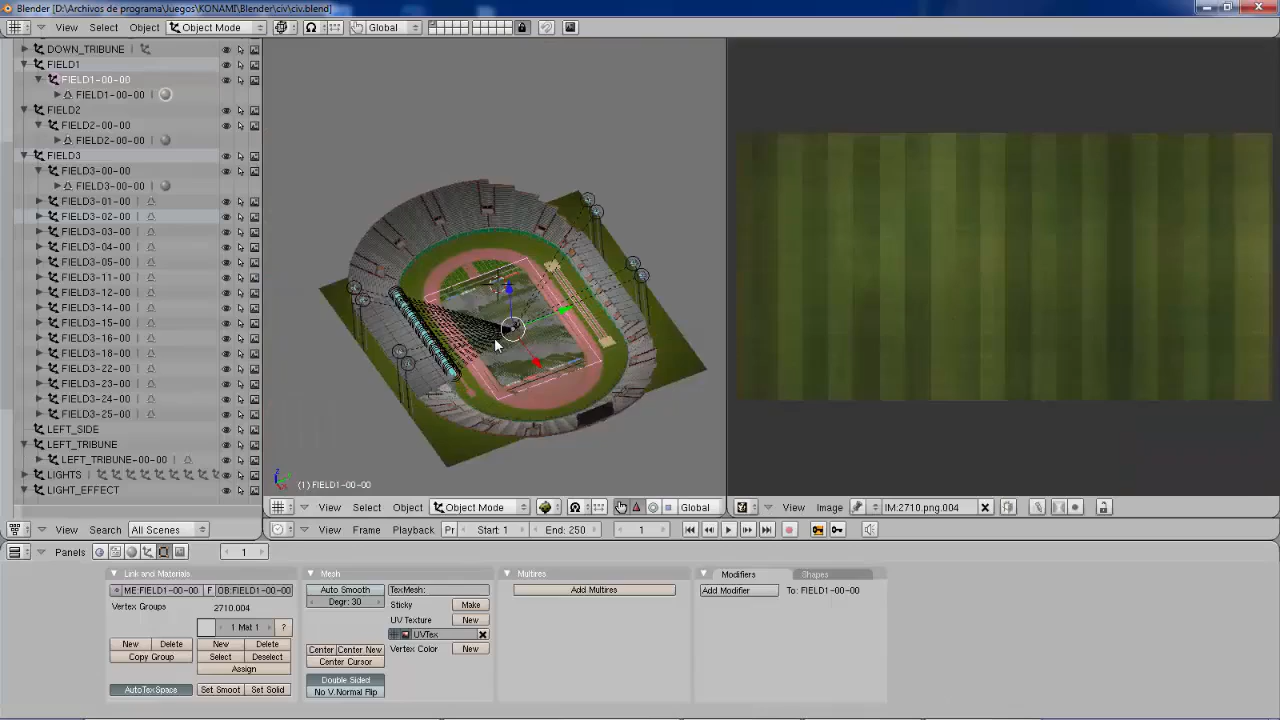 Blender [D:\Archivos de programa\Juegos\KONAMI\Blender\civ\civ.blend]
View Select Object Object Mode Global
DOWN_TRIBUNE
FIELD1
FIELD1-00-00
FIELD1-00-00
FIELD2
FIELD2-00-00
FIELD2-00-00
FIELD3
FIELD3-00-00
FIELD3-00-00
FIELD3-01-00
FIELD3-02-00
FIELD3-03-00
FIELD3-04-00
FIELD3-05-00
FIELD3-11-00
FIELD3-12-00
FIELD3-14-00
FIELD3-15-00
FIELD3-16-00
FIELD3-18-00
FIELD3-22-00
FIELD3-23-00
FIELD3-24-00
FIELD3-25-00
LEFT_SIDE
LEFT_TRIBUNE
LEFT_TRIBUNE-00-00
LIGHTS
LIGHT_EFFECT
(1) FIELD1-00-00
View Select Object Object Mode Global
View Image IM:2710.png.004
View Search All Scenes
View Frame Playback Pr Start: 1 End: 250 1
Panels 1
Link and Materials
ME:FIELD1-00-00 F OB:FIELD1-00-00
Vertex Groups
2710.004
1 Mat 1 ?
New Delete New Delete
Copy Group Select Deselect
Assign
AutoTexSpace Set Smoot Set Solid
Mesh
Auto Smooth
Degr: 30
TexMesh:
Sticky Make
UV Texture New
UVTex
Vertex Color New
Center Center New
Center Cursor
Double Sided
No V.Normal Flip
Multires
Add Multires
Modifiers Shapes
Add Modifier To: FIELD1-00-00